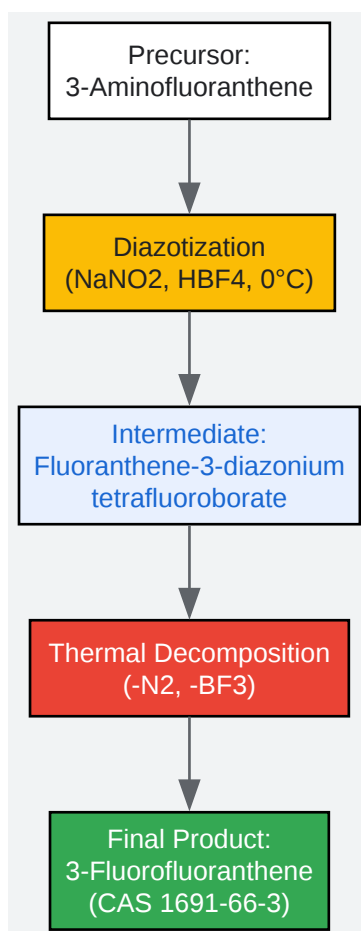 Precursor:
3-Aminofluoranthene
Diazotization
(NaNO2, HBF4, 0°C)
Intermediate:
Fluoranthene-3-diazonium
tetrafluoroborate
Thermal Decomposition
(-N2, -BF3)
Final Product:
3-Fluorofluoranthene
(CAS 1691-66-3)